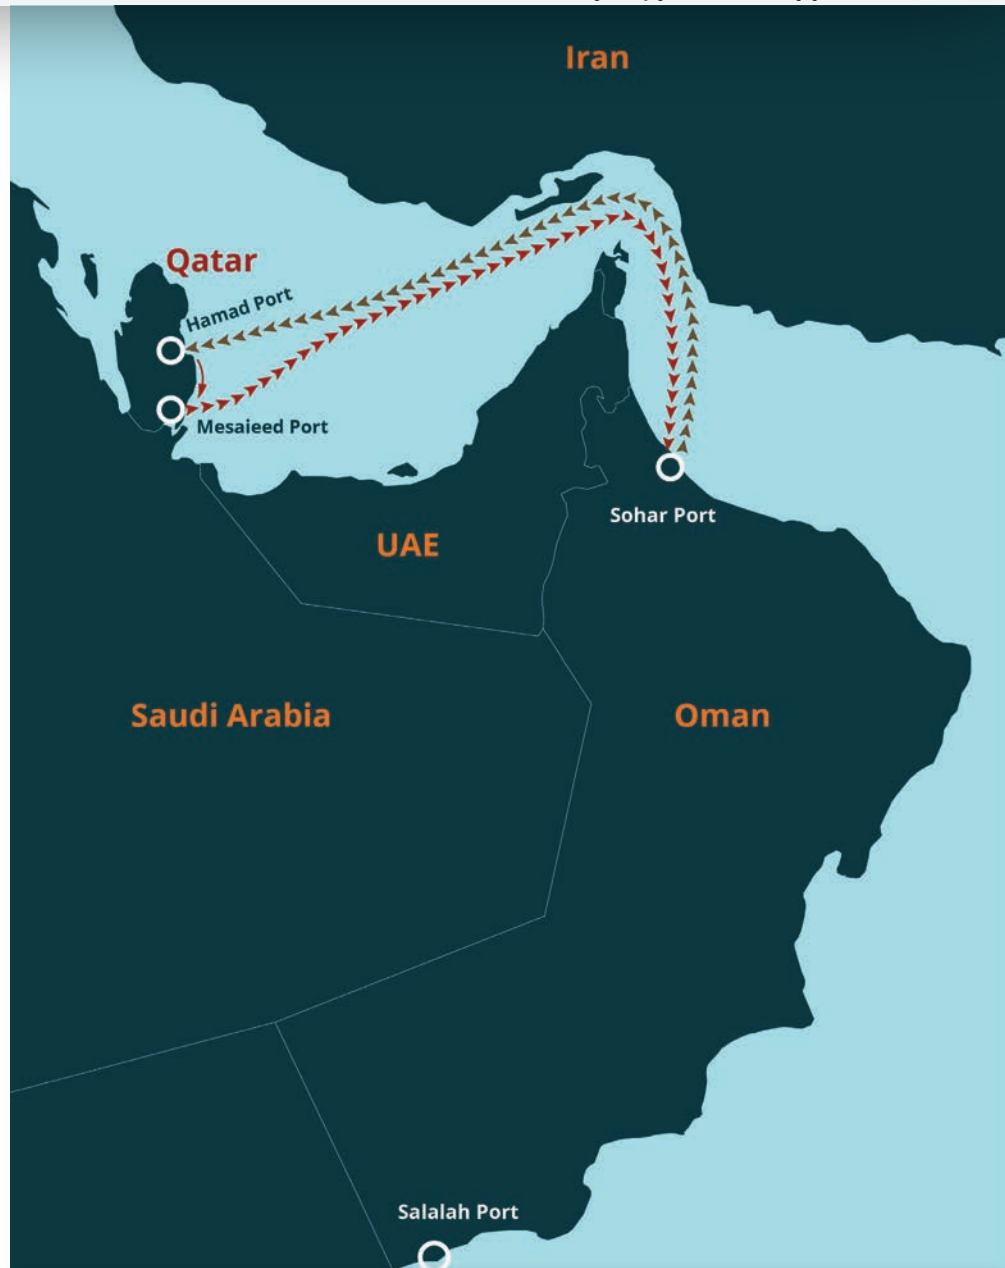 Iran
Qatar
Hamad Port
Mesaieed Port
Sohar Port
UAE
Saudi Arabia
Oman
Salalah Port